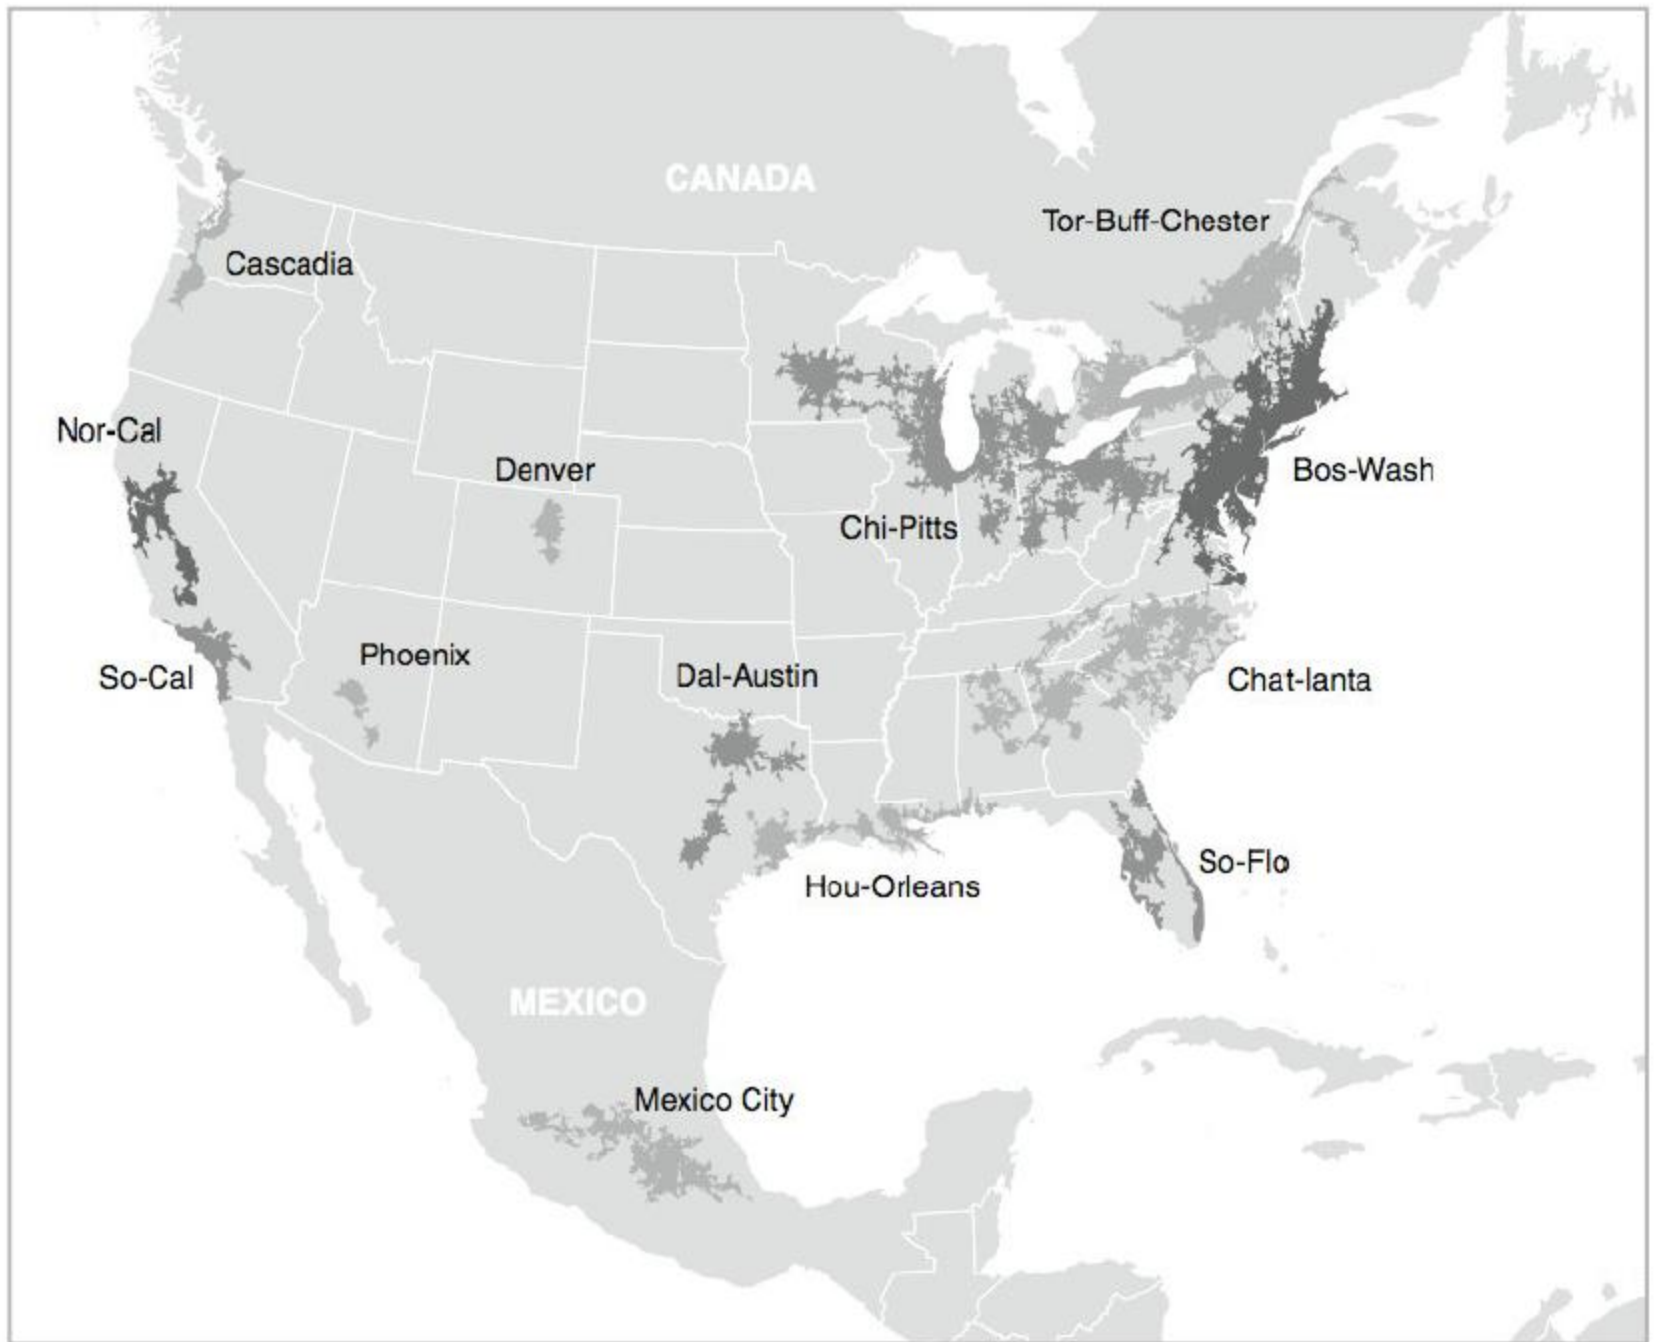 CANADA
Tor-Buff-Chester
Cascadia
Nor-Cal
Denver
Bos-Wash
Chi-Pitts
Phoenix
So-Cal
Dal-Austin
Chat-lanta
So-Flo
Hou-Orleans
MEXICO
Mexico City